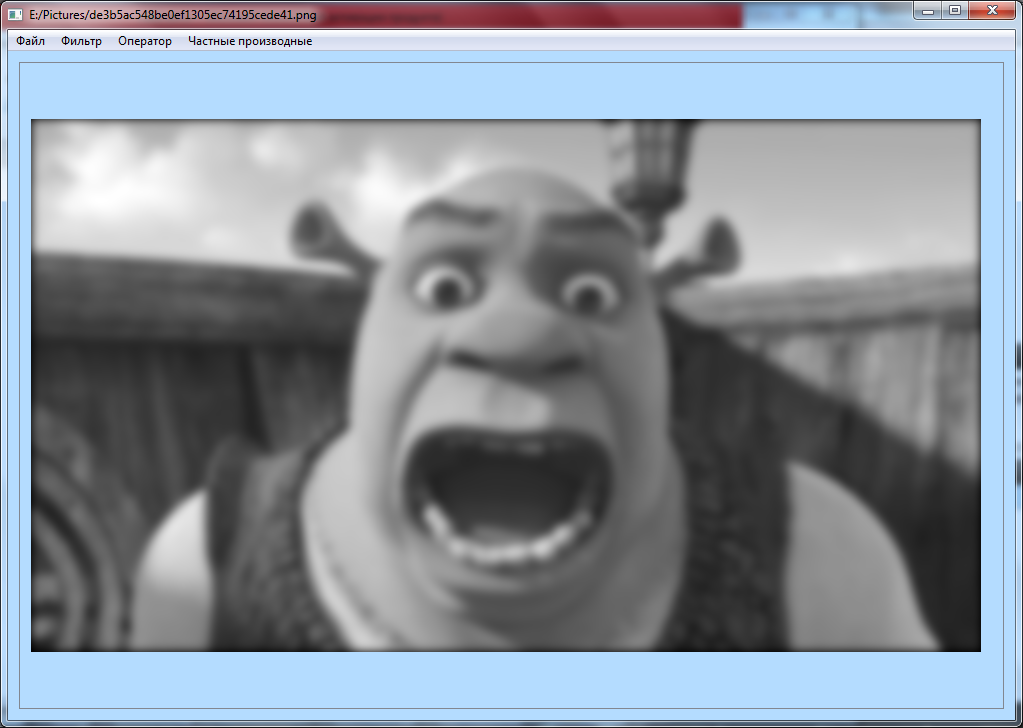 E:/Pictures/de3b5ac548be0ef1305ec74195cede41.png
Файл Фильтр Оператор Частные производные